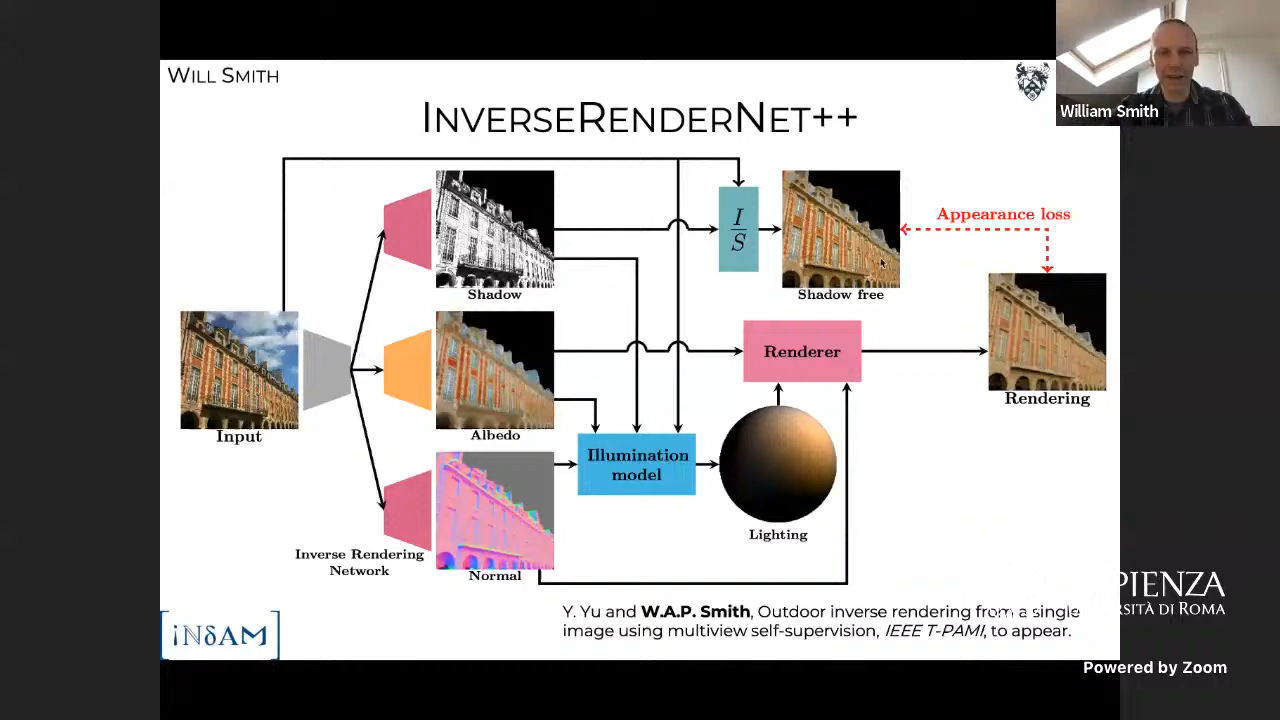 WILL SMITH
William Smith
INVERSERENDERNET++
I
S
Appearance loss
Shadow
Shadow free
Renderer
Input
Albedo
Rendering
Illumination
model
Lighting
Inverse Rendering
Network
Normal
Y. Yu and W.A.P. Smith, Outdoor inverse rendering from a single
image using multiview self-supervision, IEEE T-PAMI, to appear.
iNδAM
PIENZA
RSITÀ DI ROMA
Powered by Zoom